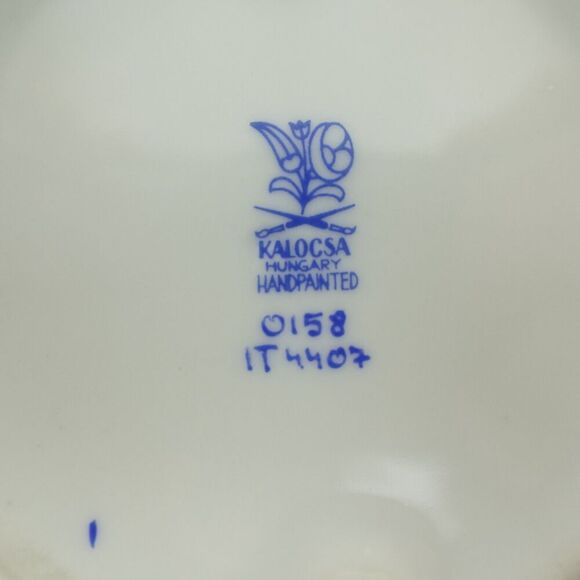 KALOCSA
HUNGARY
HANDPAINTED
0158
IT4407